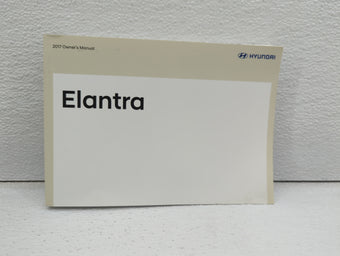 2017 Owner's Manual
HYUNDAI
Elantra